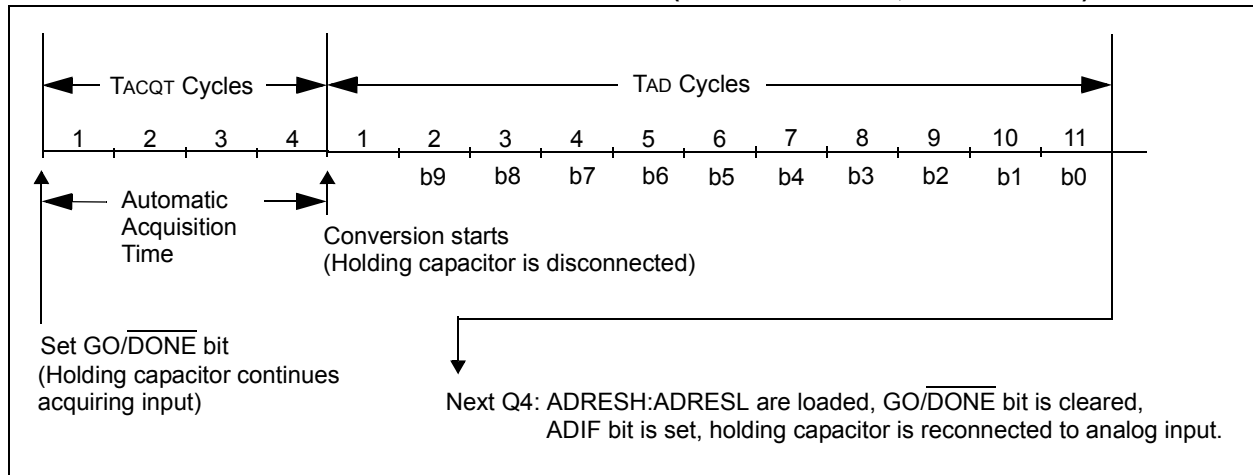 TACQT Cycles
TAD Cycles
1 2 3 4 1 2 3 4 5 6 7 8 9 10 11
b9 b8 b7 b6 b5 b4 b3 b2 b1 b0
Automatic
Acquisition
Time
Conversion starts
(Holding capacitor is disconnected)
Set GO/DONE bit
(Holding capacitor continues
acquiring input)
Next Q4: ADRESH:ADRESL are loaded, GO/DONE bit is cleared,
ADIF bit is set, holding capacitor is reconnected to analog input.